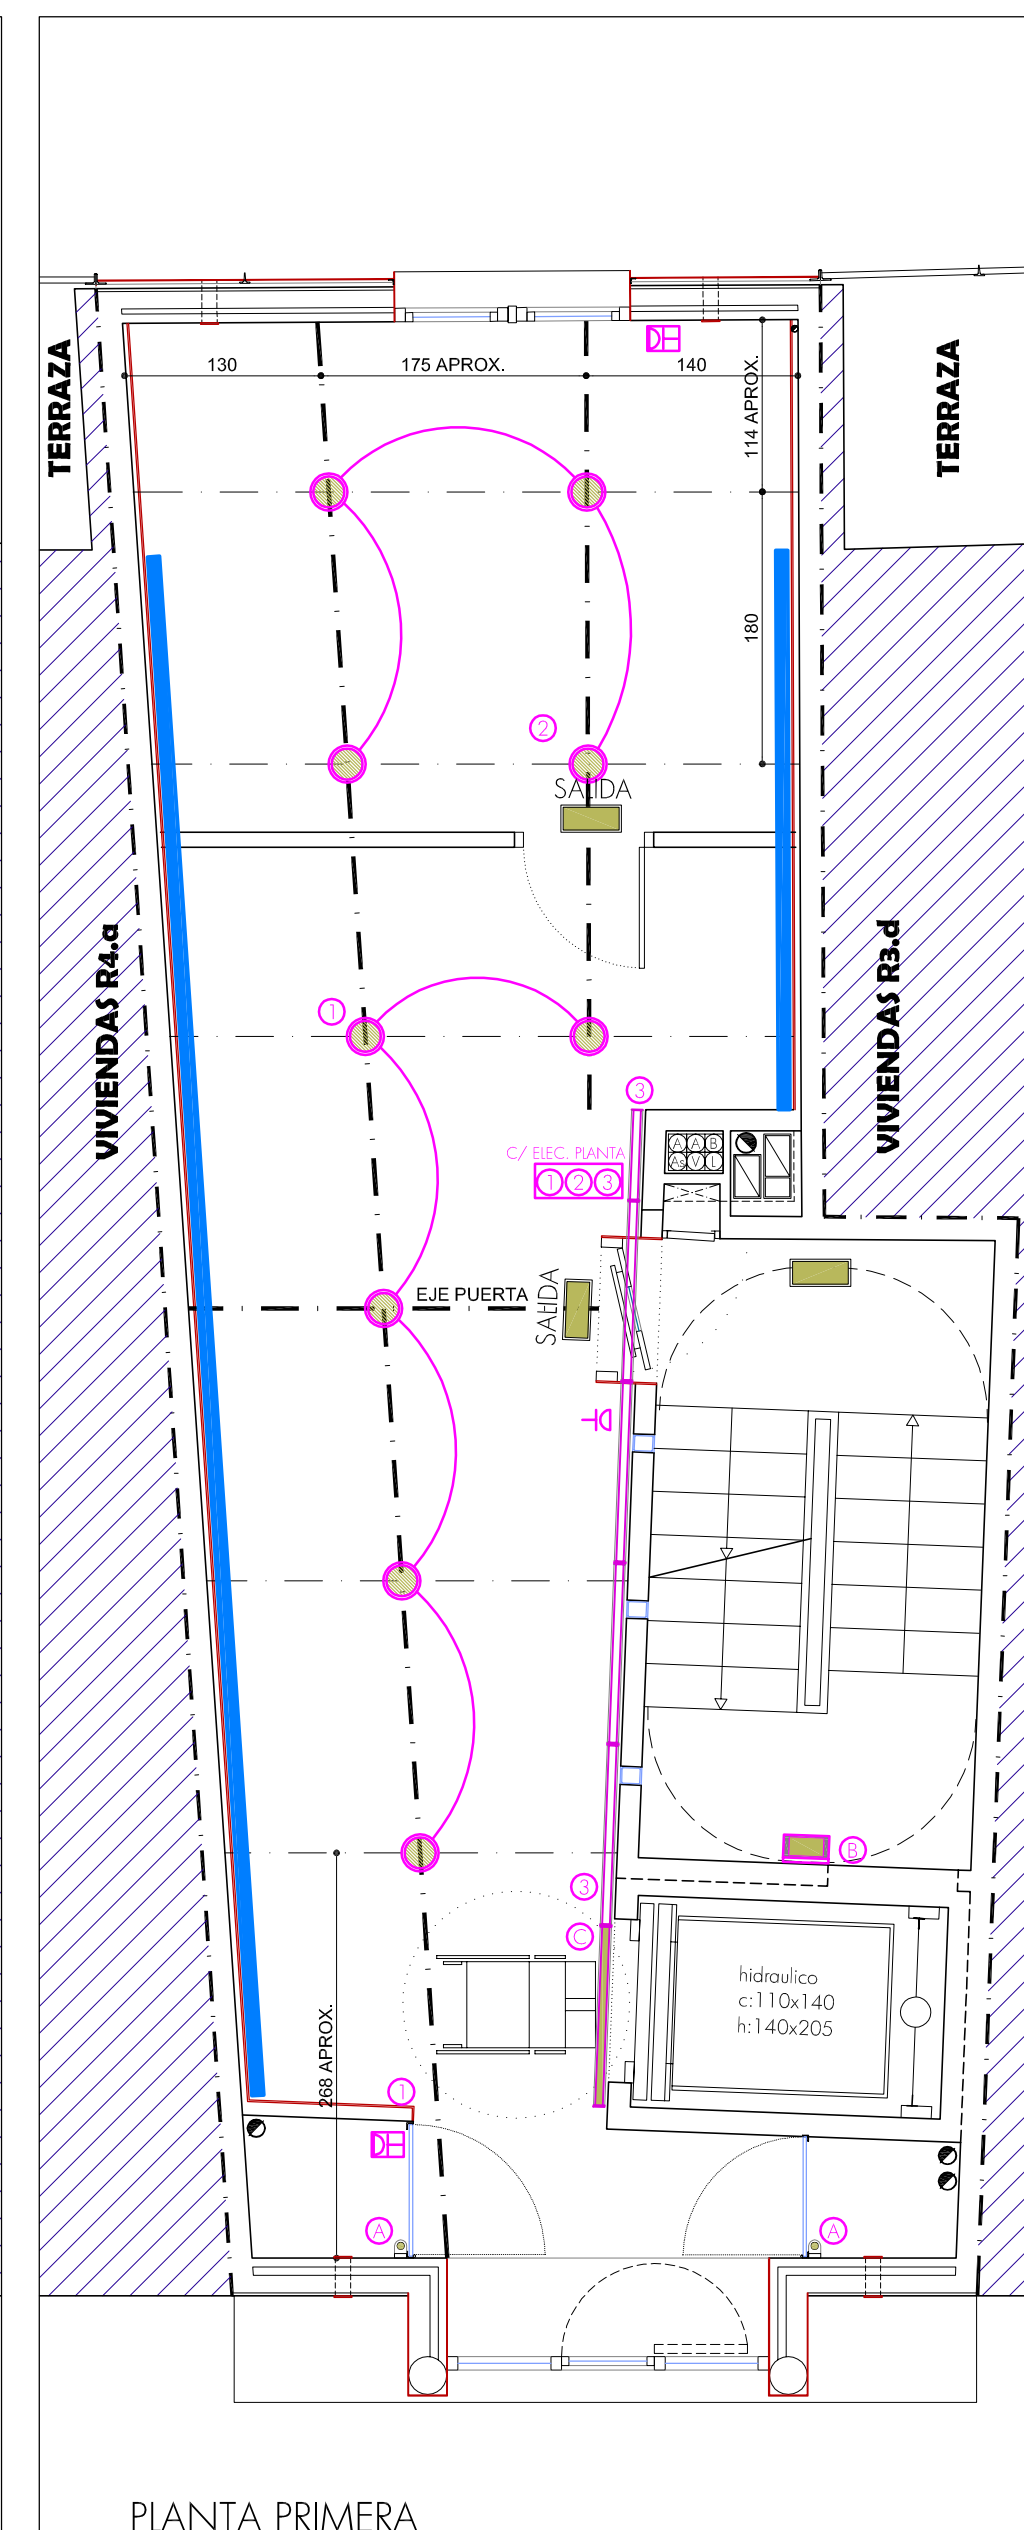 130
175 APROX.
140
114 APROX.
TERRAZA
TERRAZA
180
2
SALIDA
VIVIENDAS R4.a
VIVIENDAS R3.d
1
3
C/ ELEC. PLANTA
1 2 3
A A B
As V L
EJE PUERTA
SALIDA
B
3
C
hidraulico
c:110x140
h:140x205
268 APROX.
1
A
A
PLANTA PRIMERA